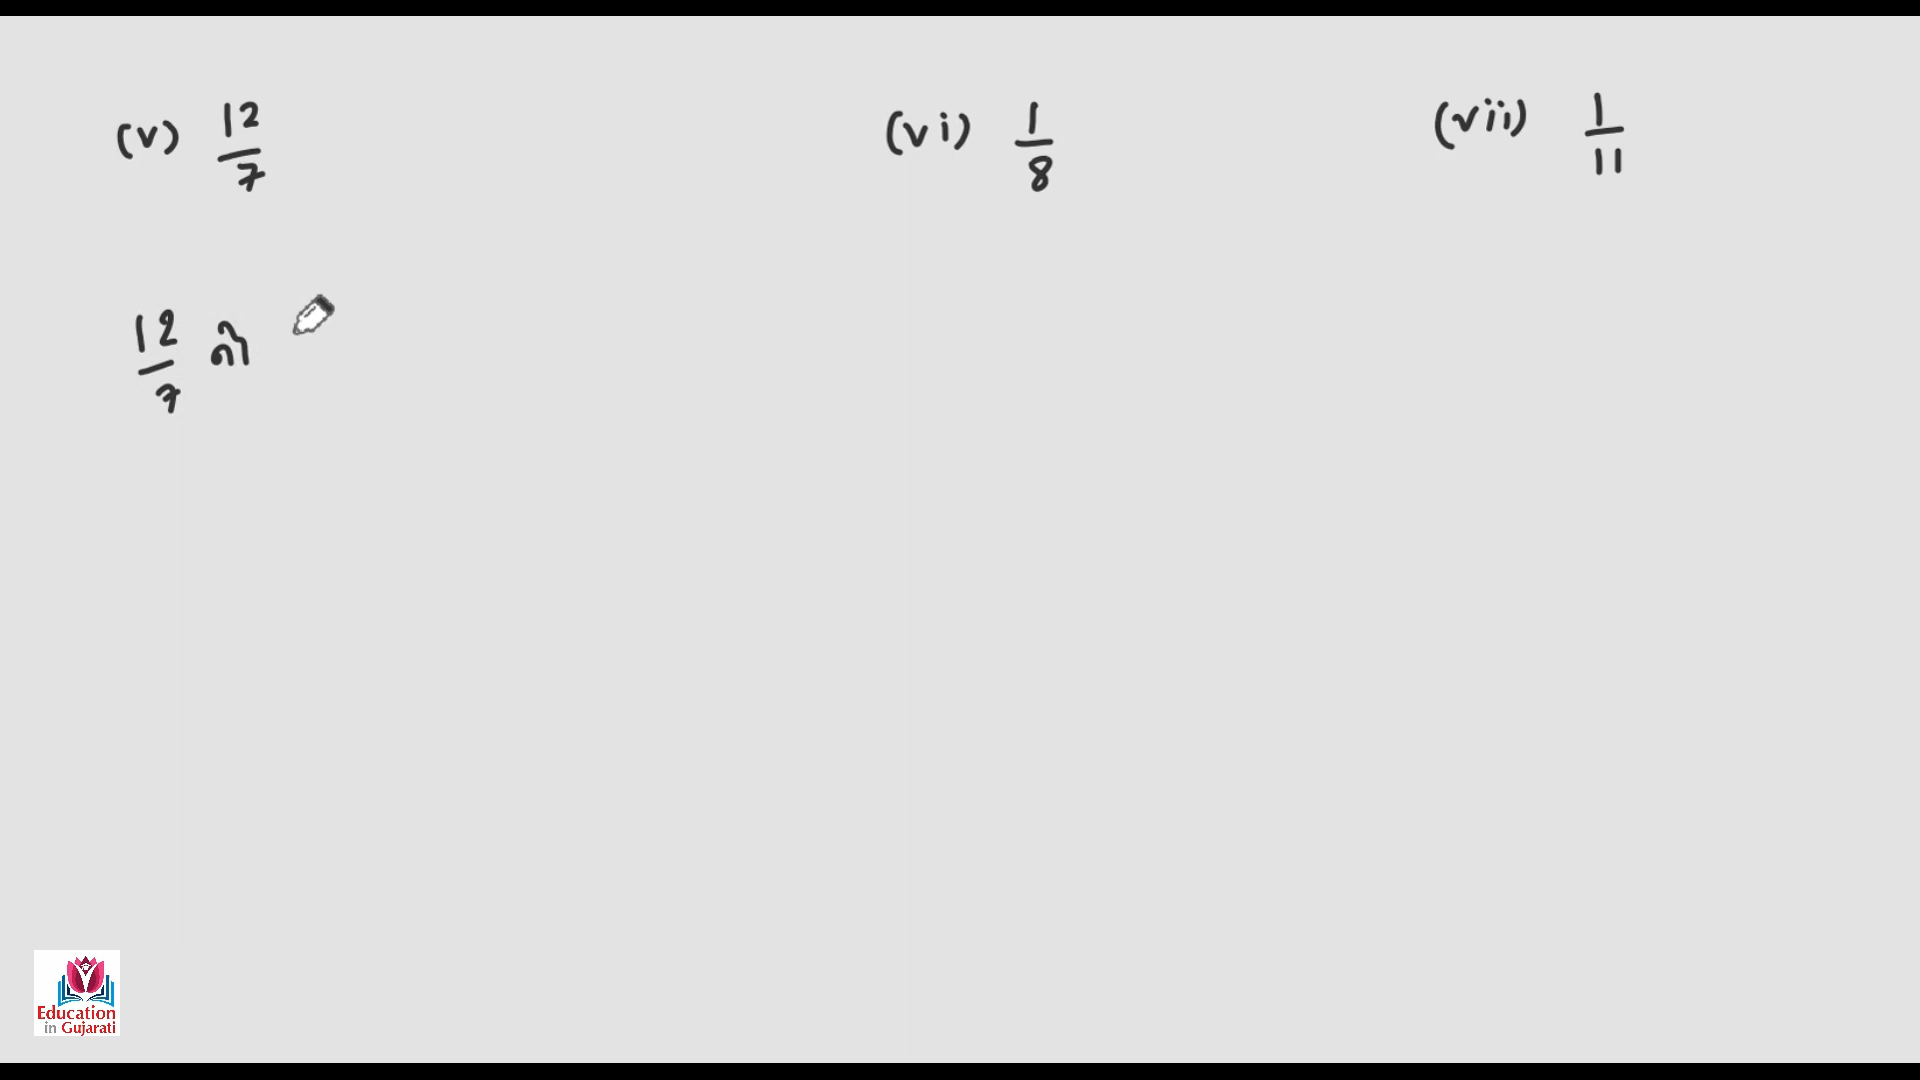 (v) 12/7 (vi) 1/8 (vii) 1/11
12/7 નો
Education
in Gujarati